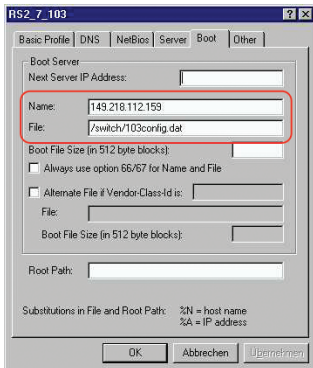 RS2_7_103
Basic Profile DNS NetBios Server Boot Other
Boot Server
Next Server IP Address:
Name: 149.218.112.159
File: /switch/103config.dat
Boot File Size (in 512 byte blocks):
Always use option 66/67 for Name and File
Alternate File if Vendor-Class-Id is:
File:
Boot File Size (in 512 byte blocks):
Root Path:
Substitutions in File and Root Path: %N = host name
%A = IP address
OK Abbrechen Übernehmen